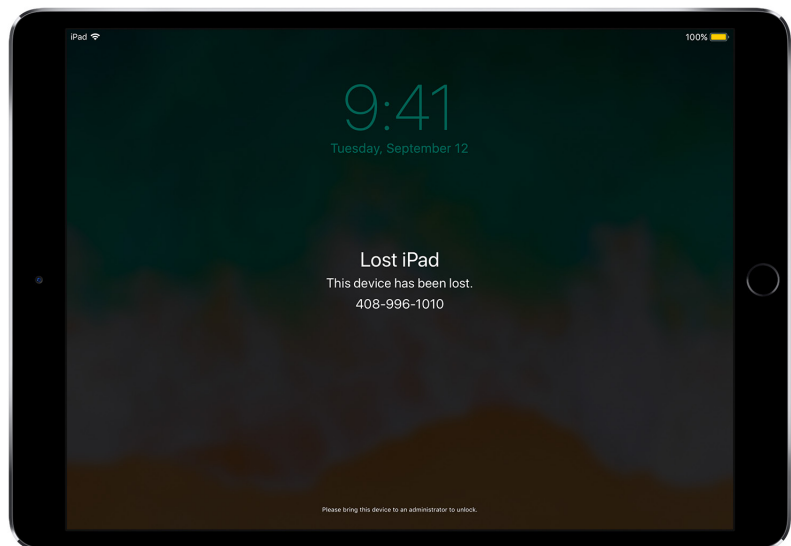 iPad 100%
9:41
Tuesday, September 12
Lost iPad
This device has been lost.
408-996-1010
Please bring this device to an administrator to unlock.